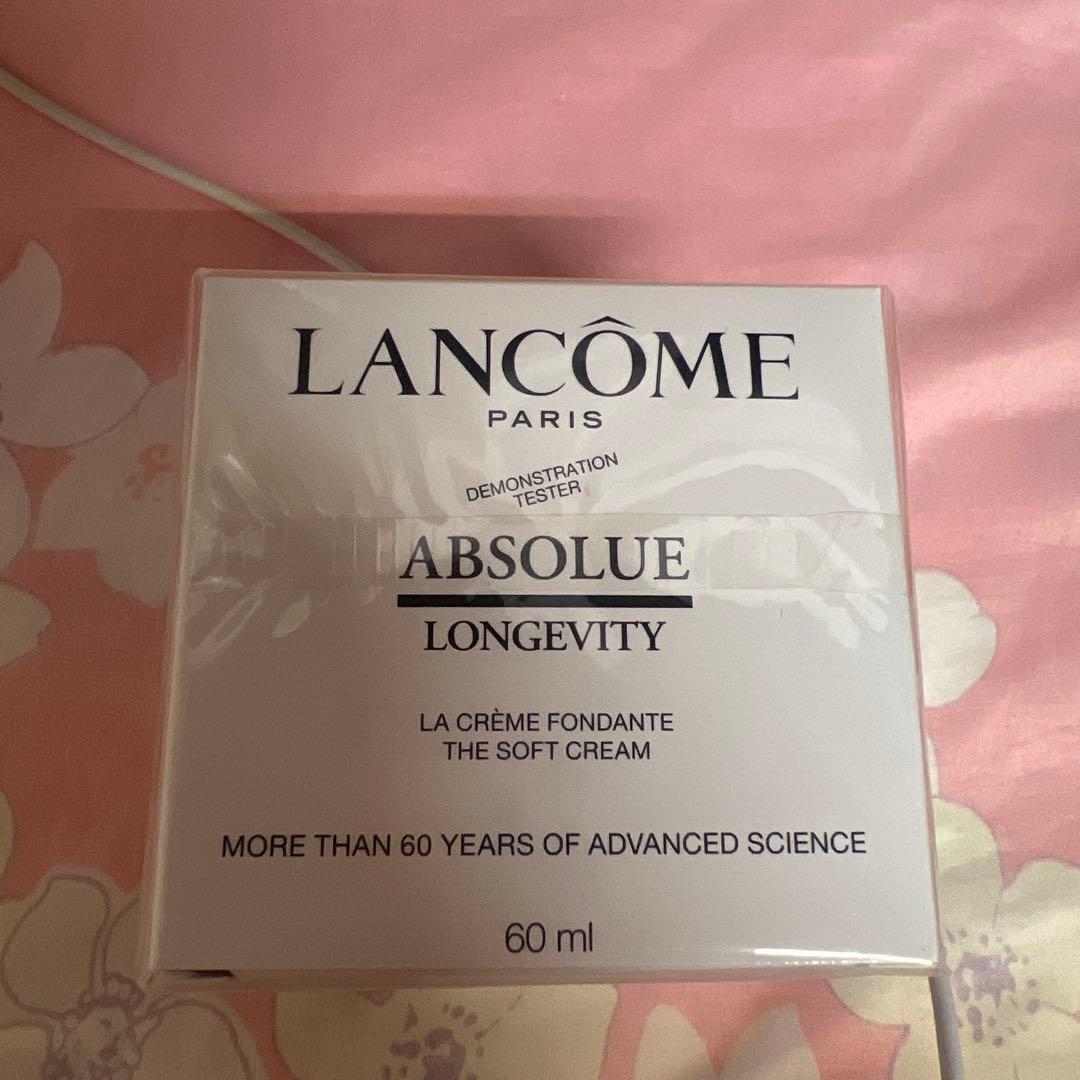 LANCÔME
PARIS
DEMONSTRATION
TESTER
ABSOLUE
LONGEVITY
LA CRÈME FONDANTE
THE SOFT CREAM
MORE THAN 60 YEARS OF ADVANCED SCIENCE
60 ml